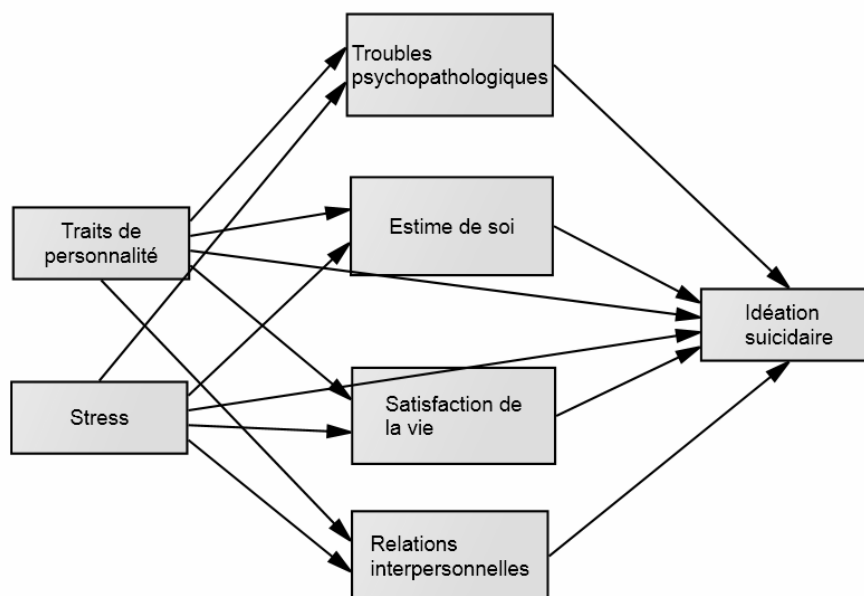 Troubles
psychopathologiques
Estime de soi
Traits de
personnalité
Idéation
suicidaire
Stress
Satisfaction de
la vie
Relations
interpersonnelles